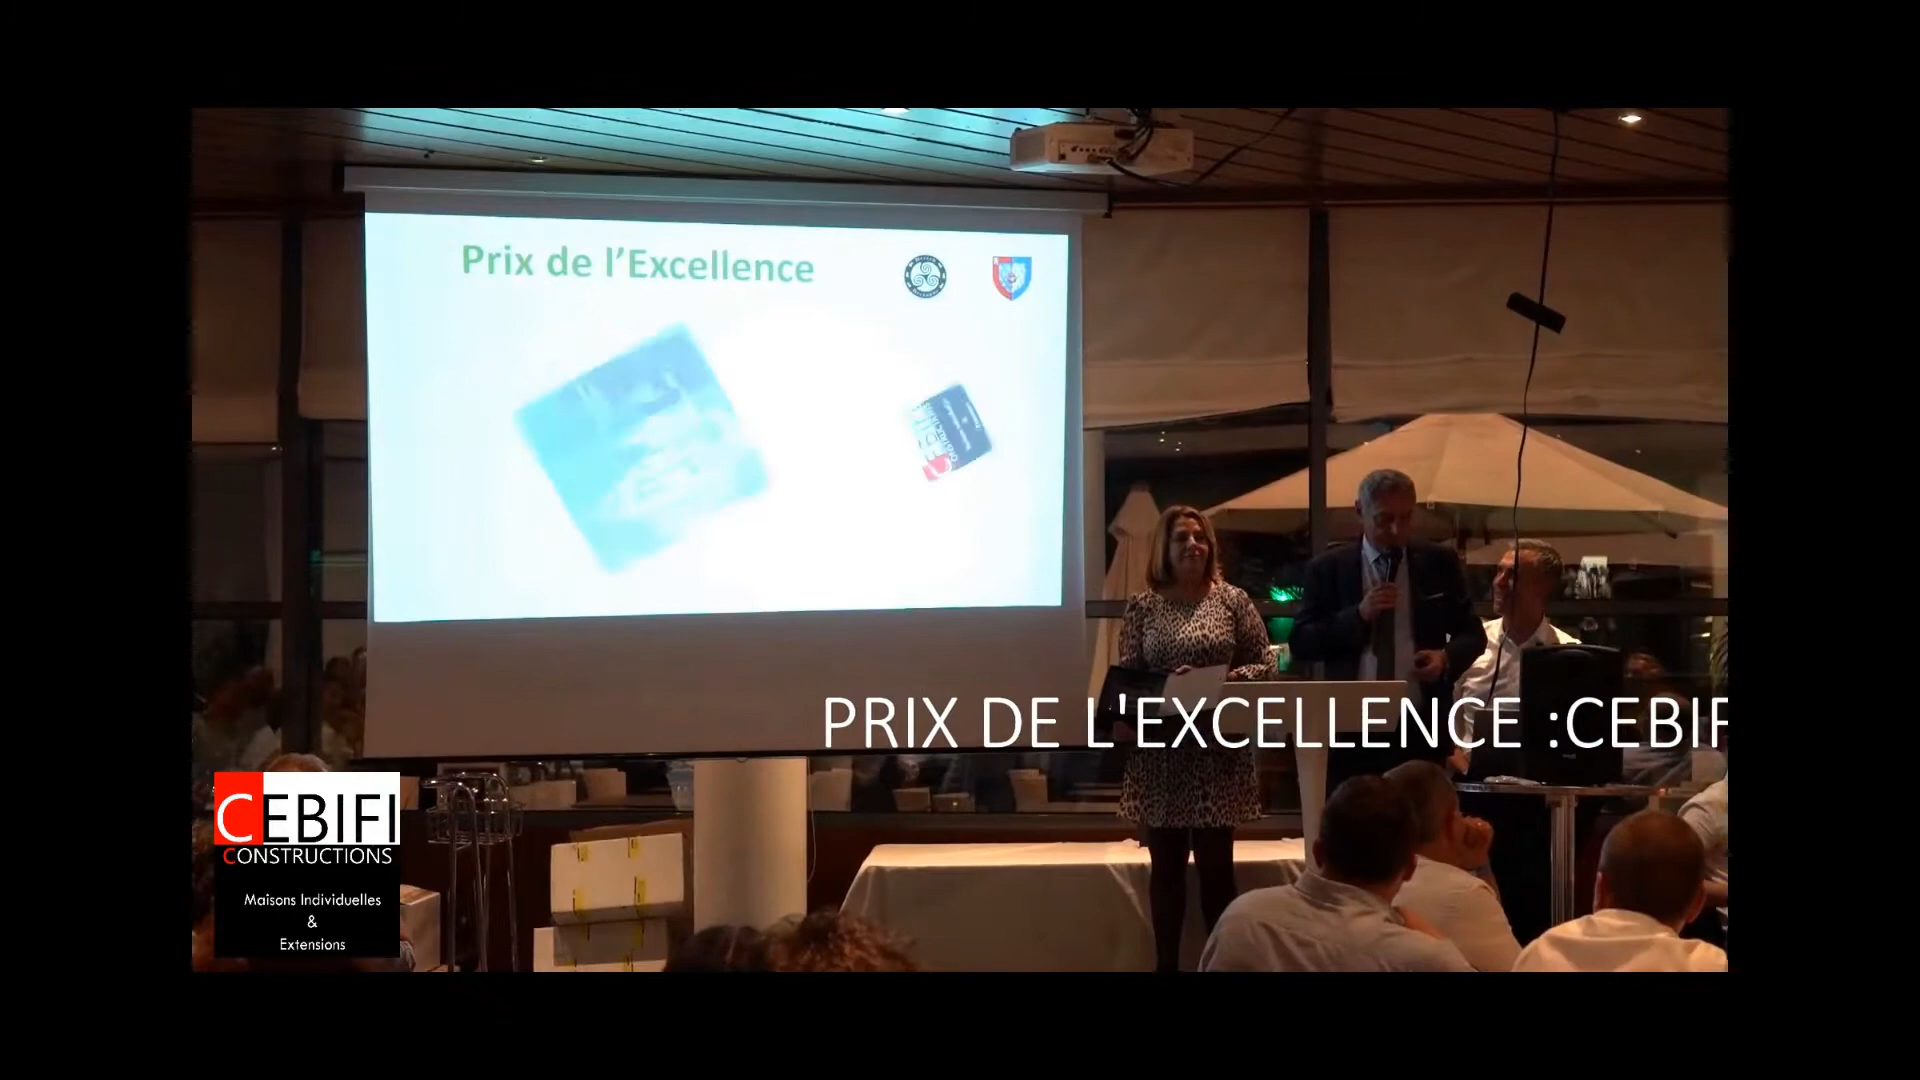 Prix de l'Excellence
PRIX DE L'EXCELLENCE :CEBIF
CEBIFI
CONSTRUCTIONS
Maisons Individuelles
&
Extensions